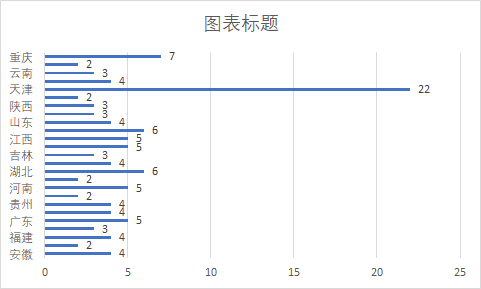 图表标题
重庆 7
2
云南 3
4
天津 22
2
陕西 3
3
山东 4
6
江西 5
5
吉林 3
4
湖北 6
2
河南 5
2
贵州 4
4
广东 5
3
福建 4
2
安徽 4
0 5 10 15 20 25